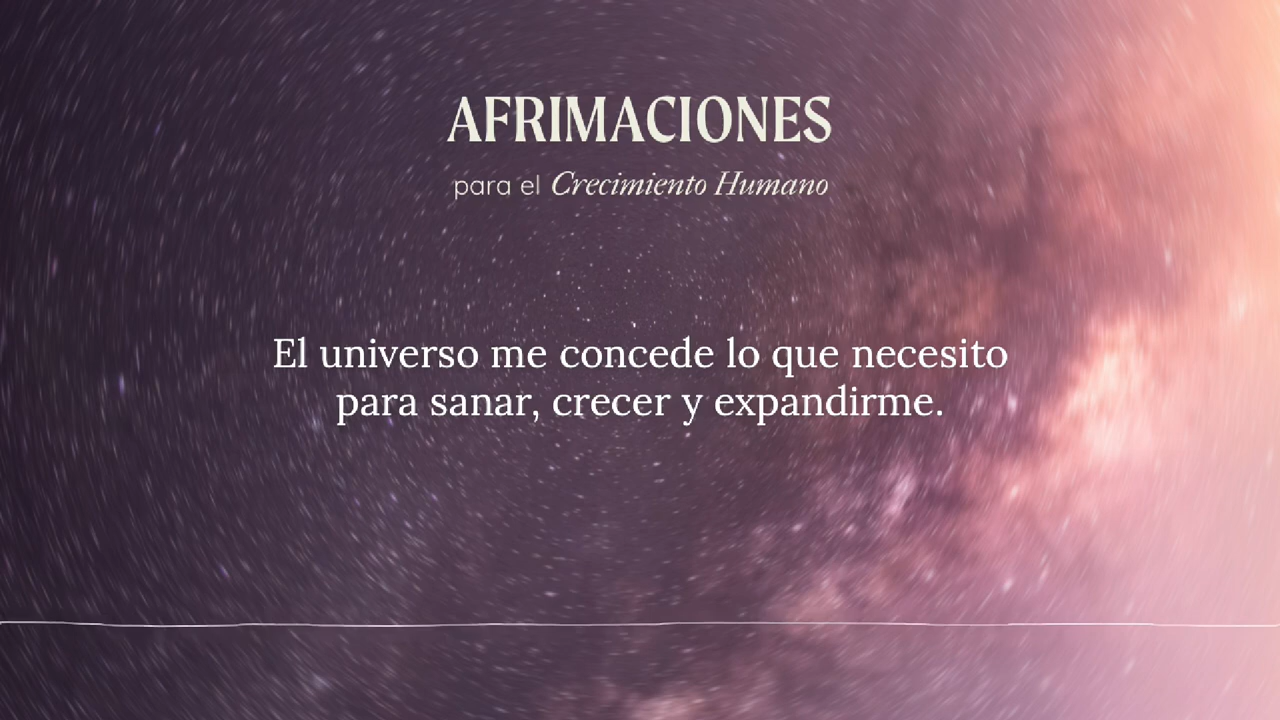 AFRIMACIONES
para el Crecimiento Humano
El universo me concede lo que necesito
para sanar, crecer y expandirme.